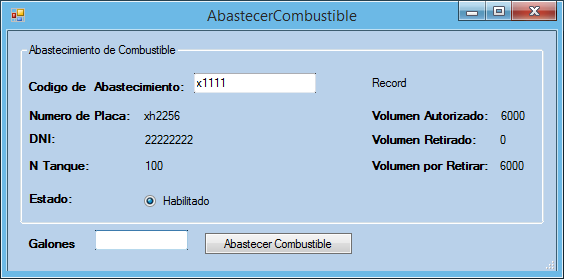 AbastecerCombustible
Abastecimiento de Combustible
Codigo de Abastecimiento: x1111 Record
Numero de Placa: xh2256 Volumen Autorizado: 6000
DNI: 22222222 Volumen Retirado: 0
N Tanque: 100 Volumen por Retirar: 6000
Estado: Habilitado
Galones Abastecer Combustible